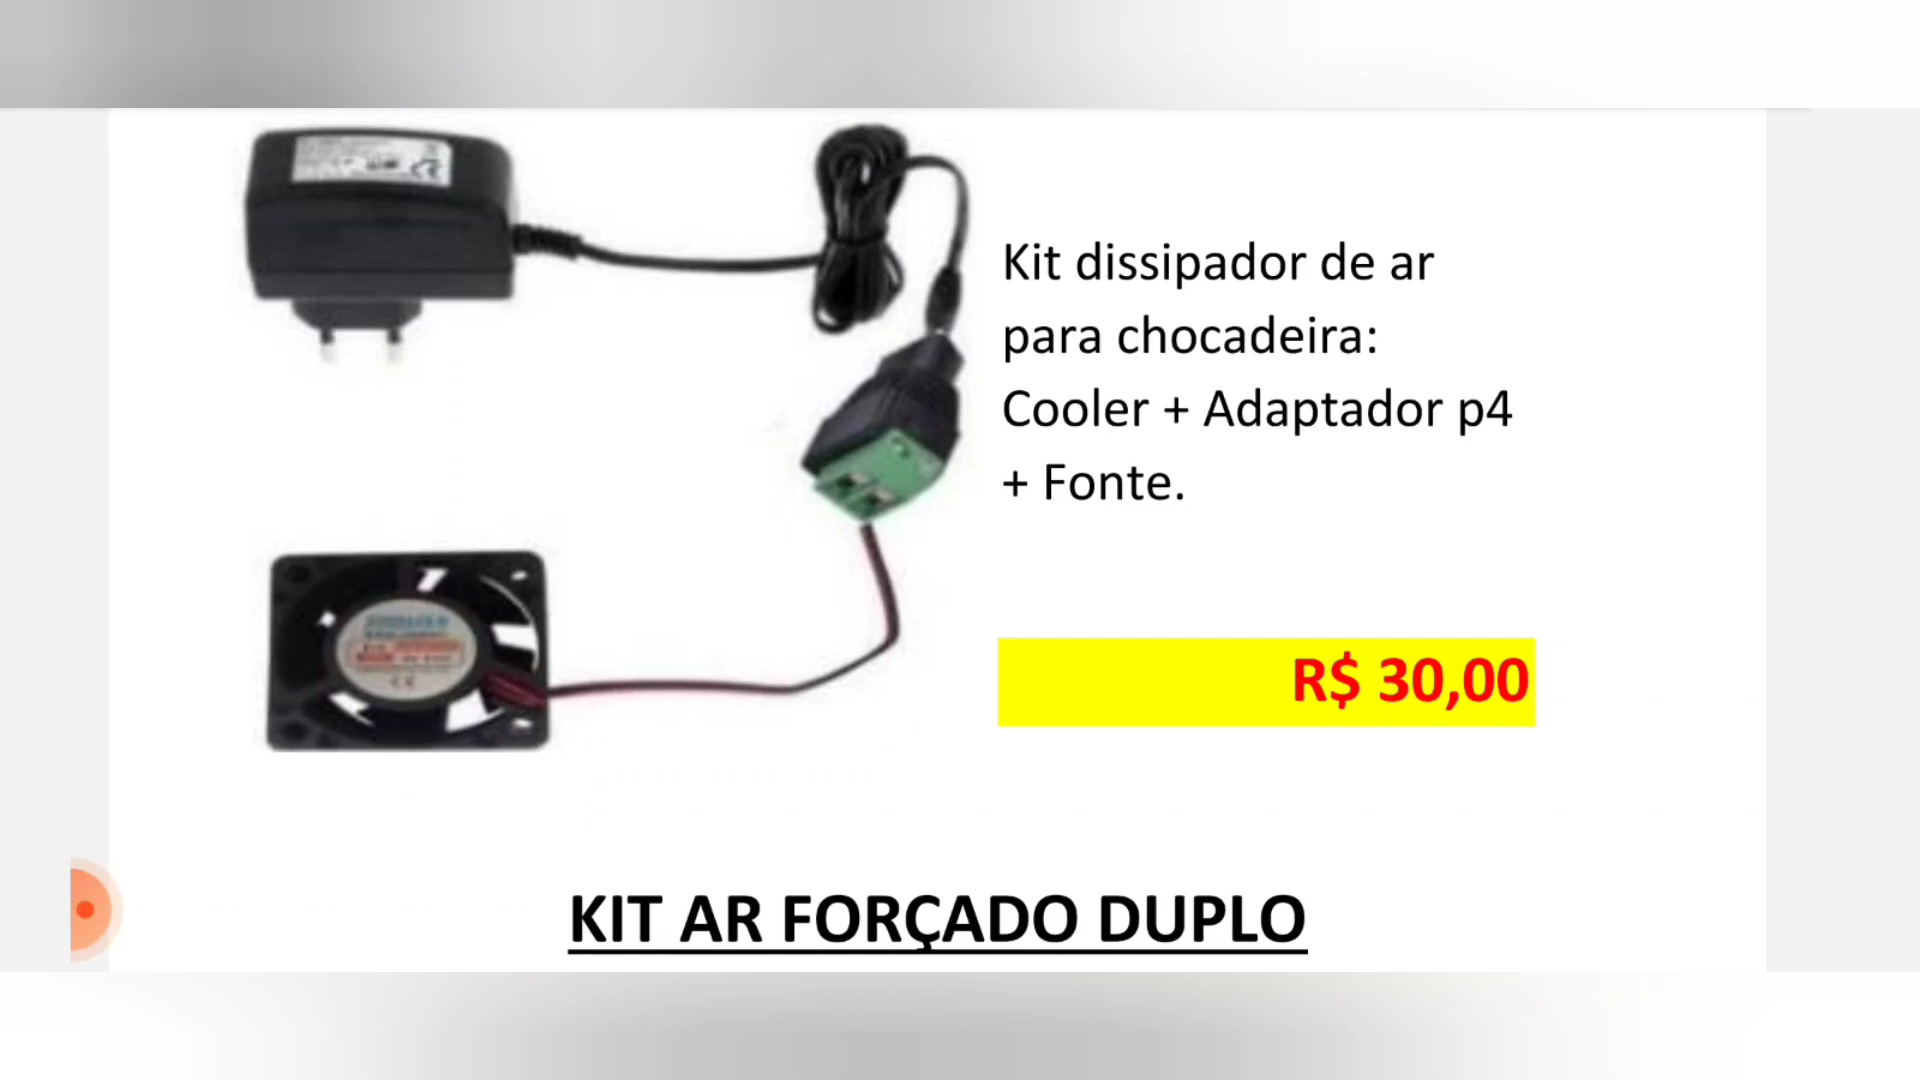 Kit dissipador de ar
para chocadeira:
Cooler + Adaptador p4
+ Fonte.
R$ 30,00
KIT AR FORÇADO DUPLO